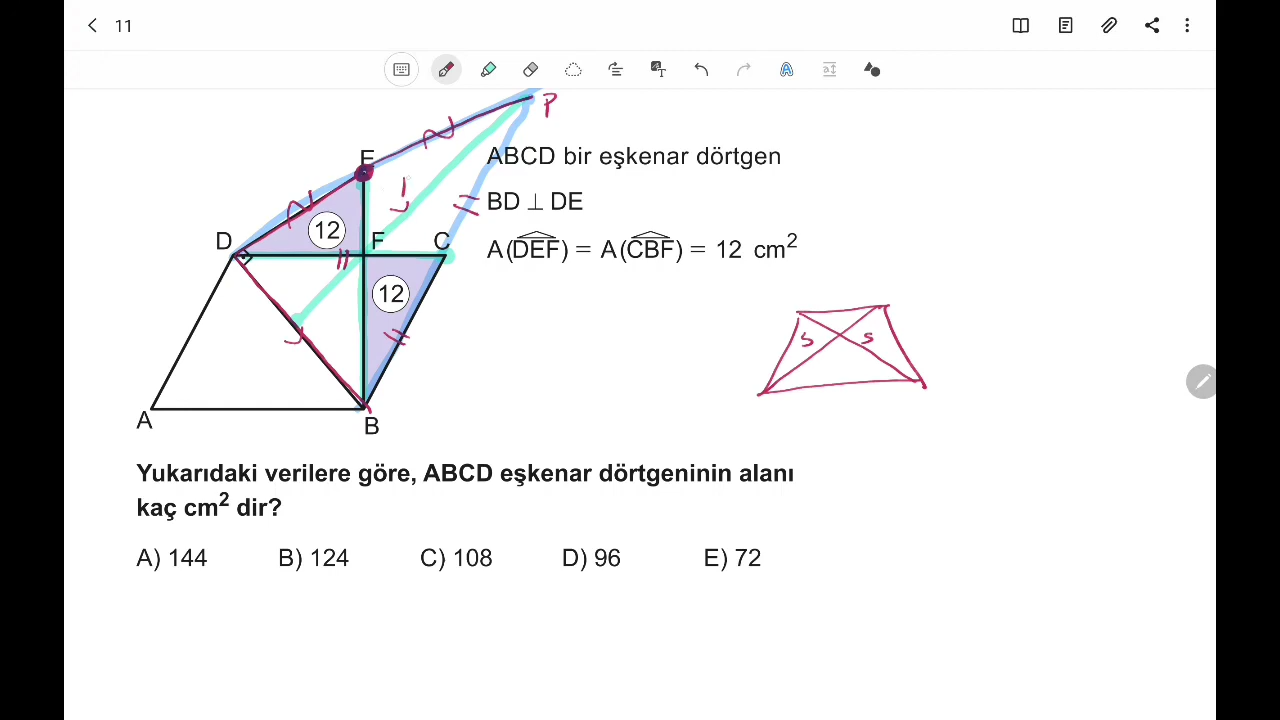 11
P
E
ABCD bir eşkenar dörtgen
BD ⊥ DE
12
D
F
C
A(DEF) = A(CBF) = 12 cm²
12
S
S
A
B
Yukarıdaki verilere göre, ABCD eşkenar dörtgeninin alanı
kaç cm² dir?
A) 144 B) 124 C) 108 D) 96 E) 72